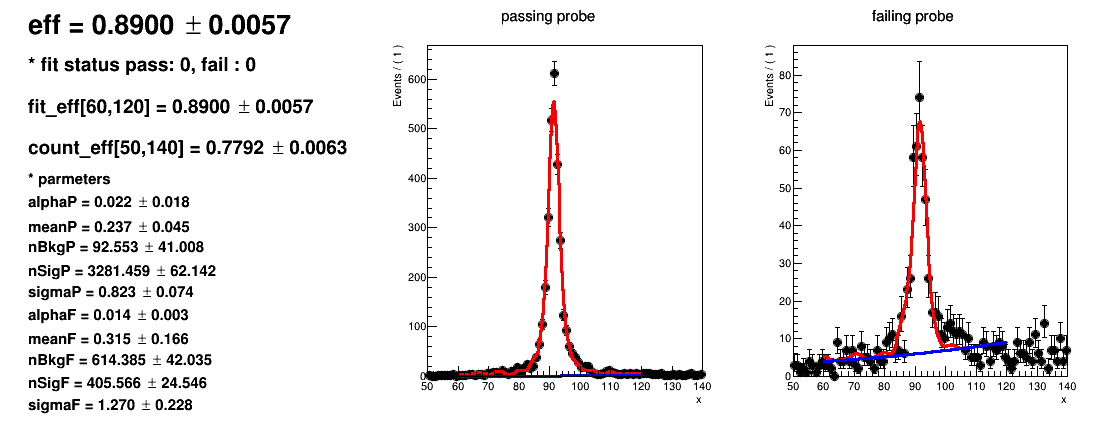 eff = 0.8900 ± 0.0057
* fit status pass: 0, fail : 0
fit_eff[60,120] = 0.8900 ± 0.0057
count_eff[50,140] = 0.7792 ± 0.0063
* parmeters
alphaP = 0.022 ± 0.018
meanP = 0.237 ± 0.045
nBkgP = 92.553 ± 41.008
nSigP = 3281.459 ± 62.142
sigmaP = 0.823 ± 0.074
alphaF = 0.014 ± 0.003
meanF = 0.315 ± 0.166
nBkgF = 614.385 ± 42.035
nSigF = 405.566 ± 24.546
sigmaF = 1.270 ± 0.228
passing probe
Events / ( 1 )
600
500
400
300
200
100
0
50 60 70 80 90 100 110 120 130 140
x
failing probe
Events / ( 1 )
80
70
60
50
40
30
20
10
0
50 60 70 80 90 100 110 120 130 140
x